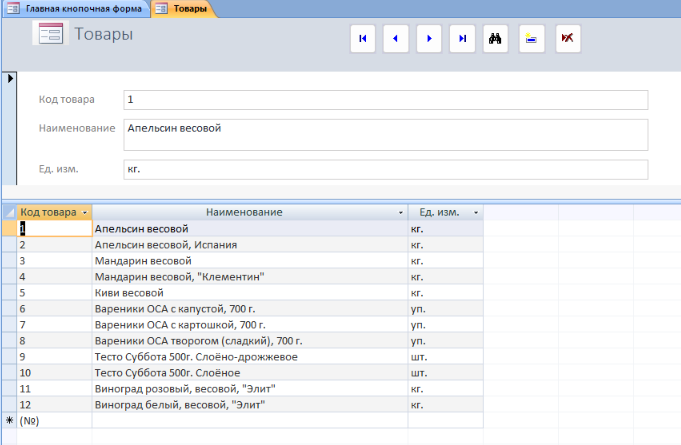 Главная кнопочная форма Товары
Товары
Код товара 1
Наименование Апельсин весовой
Ед. изм. кг.
Код товара Наименование Ед. изм.
1 Апельсин весовой кг.
2 Апельсин весовой, Испания кг.
3 Мандарин весовой кг.
4 Мандарин весовой, "Клементин" кг.
5 Киви весовой кг.
6 Вареники ОСА с капустой, 700 г. уп.
7 Вареники ОСА с картошкой, 700 г. уп.
8 Вареники ОСА творогом (сладкий), 700 г. уп.
9 Тесто Суббота 500г. Слоёно-дрожжевое шт.
10 Тесто Суббота 500г. Слоёное шт.
11 Виноград розовый, весовой, "Элит" кг.
12 Виноград белый, весовой, "Элит" кг.
(№)